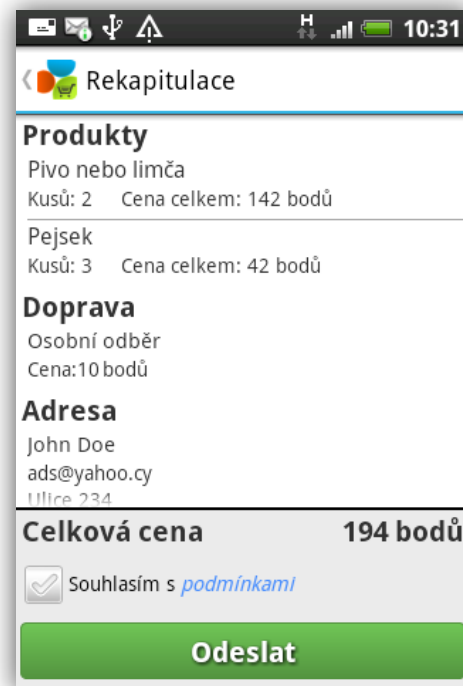 H 10:31
Rekapitulace
Produkty
Pivo nebo limča
Kusů: 2 Cena celkem: 142 bodů
Pejsek
Kusů: 3 Cena celkem: 42 bodů
Doprava
Osobní odběr
Cena:10 bodů
Adresa
John Doe
ads@yahoo.cy
Ulice 234
Celková cena 194 bodů
Souhlasím s podmínkami
Odeslat